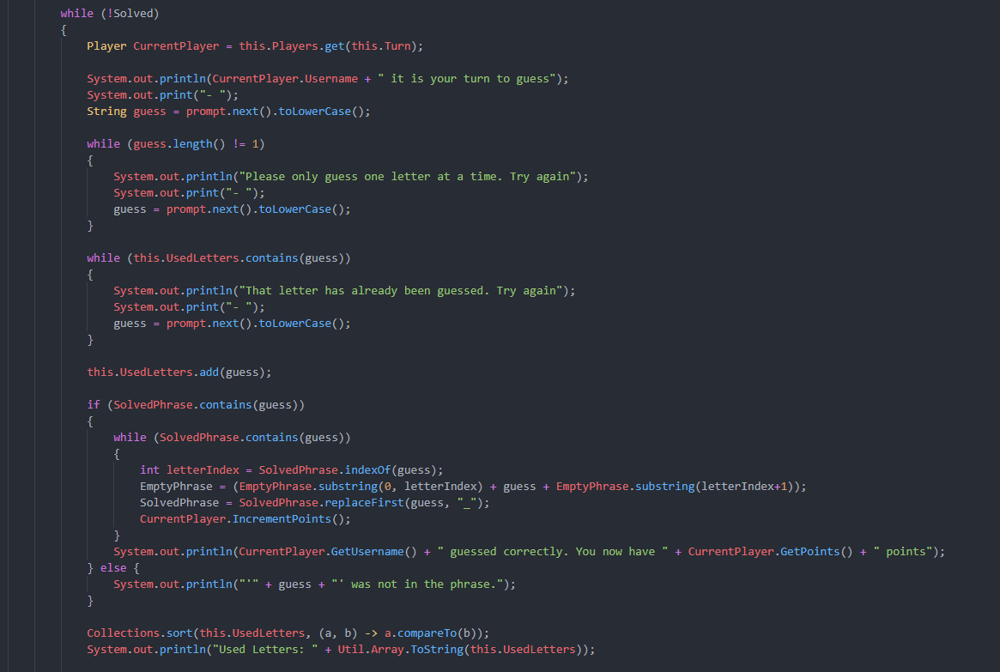 while (!Solved)
{
Player CurrentPlayer = this.Players.get(this.Turn);
System.out.println(CurrentPlayer.Username + " it is your turn to guess");
System.out.print("- ");
String guess = prompt.next().toLowerCase();
while (guess.length() != 1)
{
System.out.println("Please only guess one letter at a time. Try again");
System.out.print("- ");
guess = prompt.next().toLowerCase();
}
while (this.UsedLetters.contains(guess))
{
System.out.println("That letter has already been guessed. Try again");
System.out.print("- ");
guess = prompt.next().toLowerCase();
}
this.UsedLetters.add(guess);
if (SolvedPhrase.contains(guess))
{
while (SolvedPhrase.contains(guess))
{
int letterIndex = SolvedPhrase.indexOf(guess);
EmptyPhrase = (EmptyPhrase.substring(0, letterIndex) + guess + EmptyPhrase.substring(letterIndex+1));
SolvedPhrase = SolvedPhrase.replaceFirst(guess, "_");
CurrentPlayer.IncrementPoints();
}
System.out.println(CurrentPlayer.GetUsername() + " guessed correctly. You now have " + CurrentPlayer.GetPoints() + " points");
} else {
System.out.println("'" + guess + "' was not in the phrase.");
}
Collections.sort(this.UsedLetters, (a, b) -> a.compareTo(b));
System.out.println("Used Letters: " + Util.Array.ToString(this.UsedLetters));